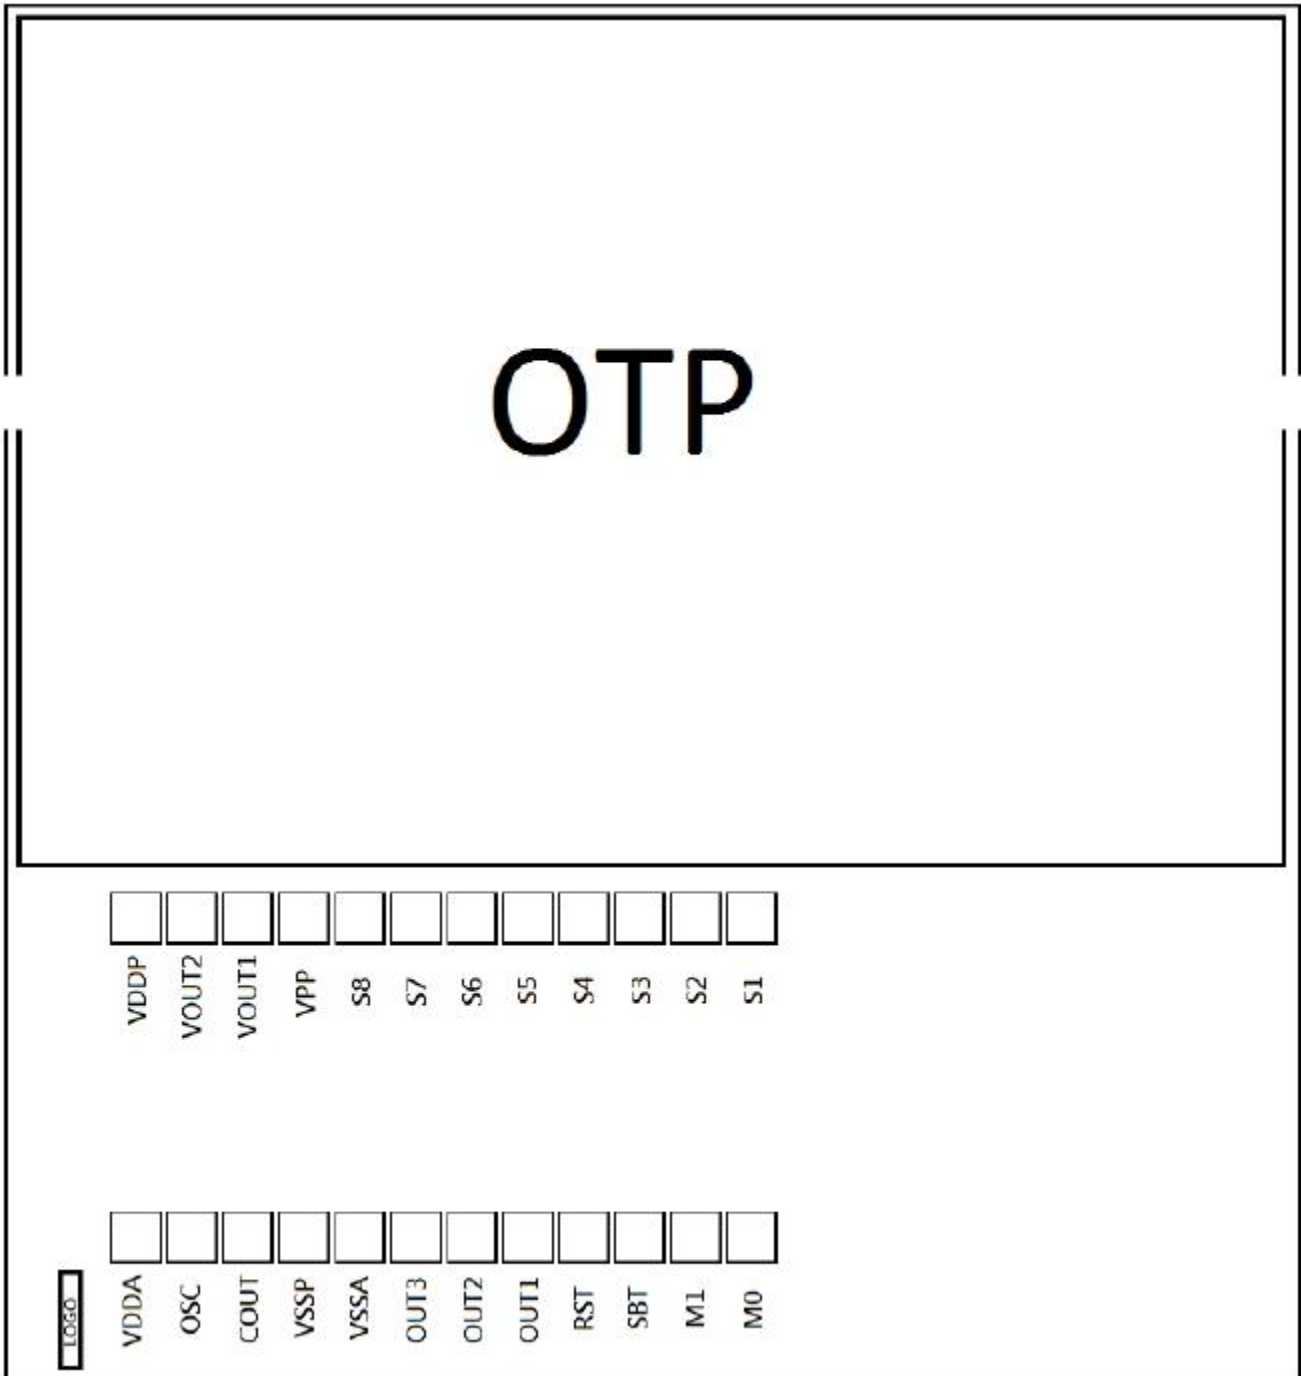 OTP
VDDP VOUT2 VOUT1 VPP S8 S7 S6 S5 S4 S3 S2 S1
LOGO VDDA OSC COUT VSSP VSSA OUT3 OUT2 OUT1 RST SBT M1 M0